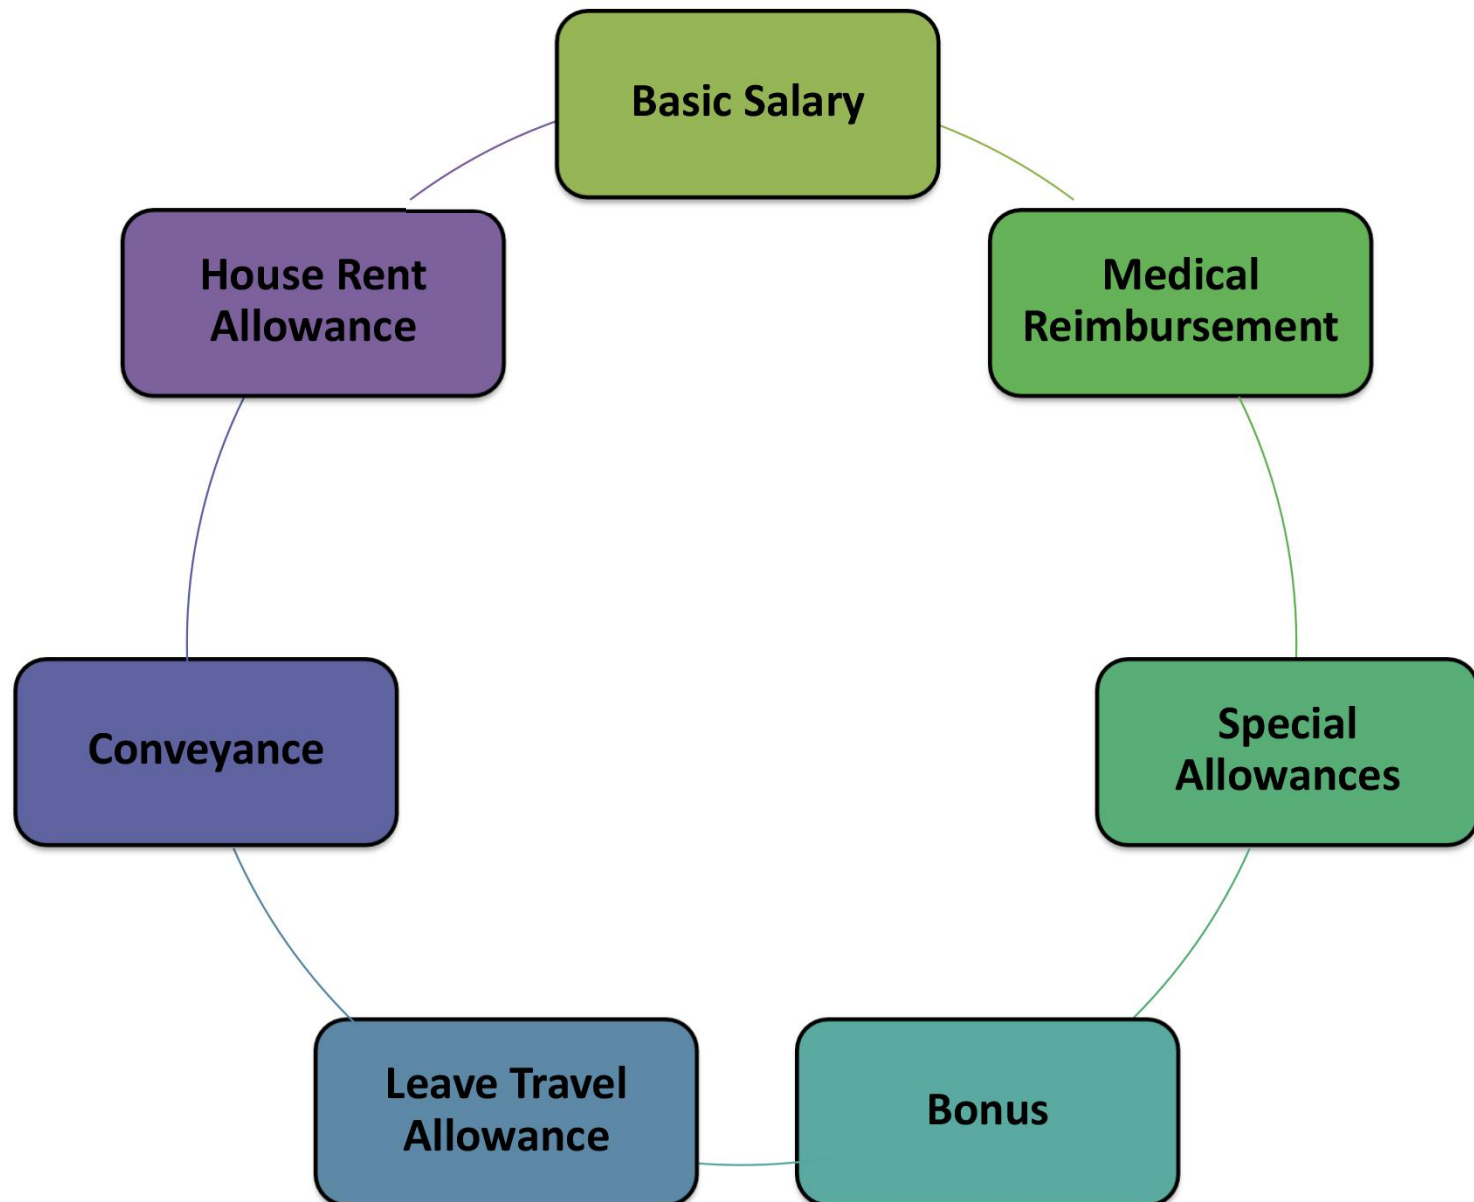 Basic Salary
House Rent
Allowance
Medical
Reimbursement
Conveyance
Special
Allowances
Leave Travel
Allowance
Bonus